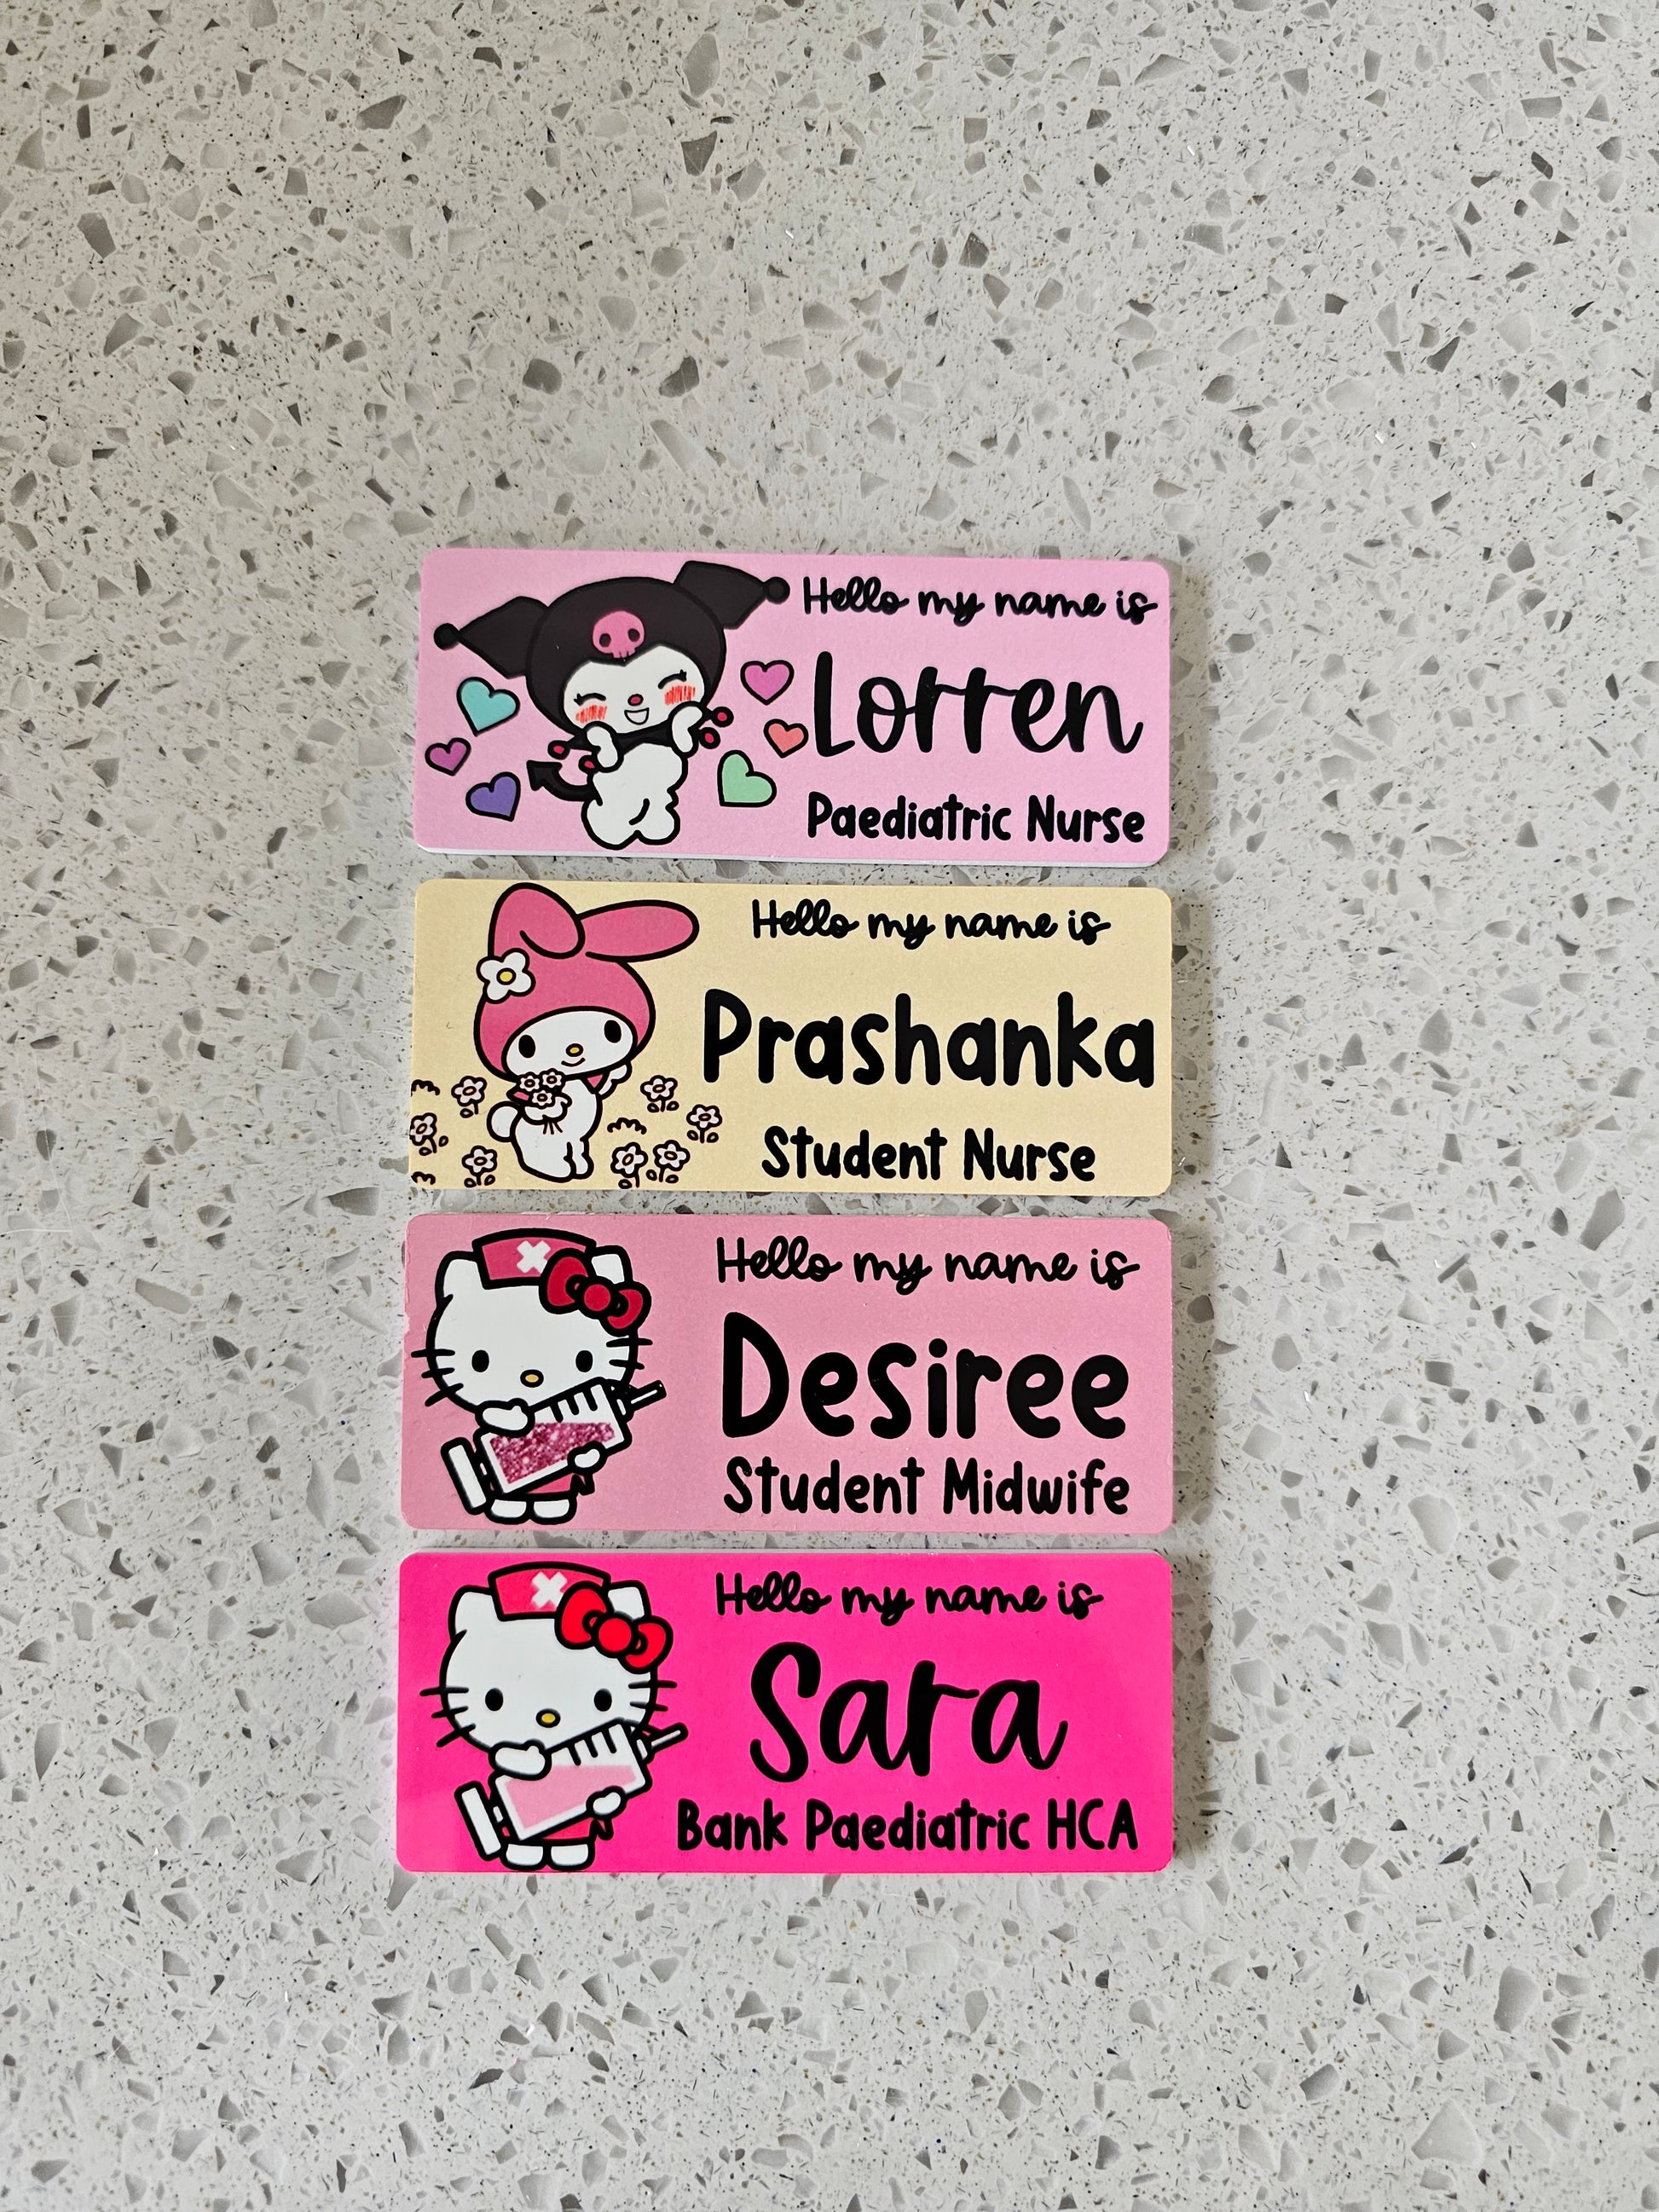 Hello my name is
Lorren
Paediatric Nurse
Hello my name is
Prashanka
Student Nurse
Hello my name is
Desiree
Student Midwife
Hello my name is
Sara
Bank Paediatric HCA